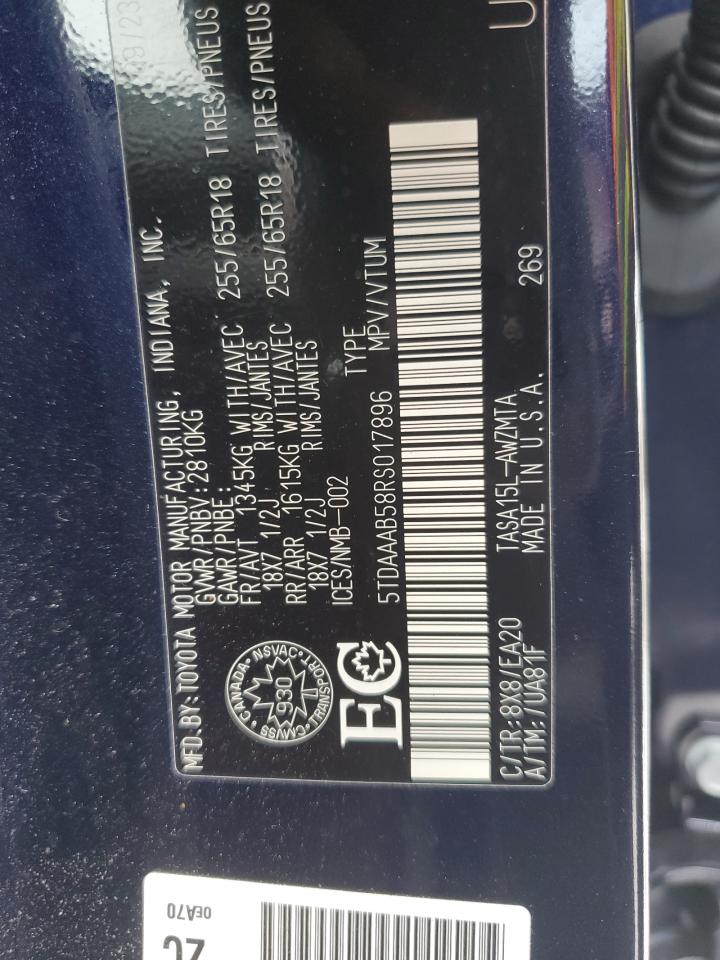 MFD.BY:TOYOTA MOTOR MANUFACTURING, INDIANA, INC. 09/23
GVWR/PNBV:2810KG
GAWR/PNBE:
FR/AVT 1345KG WITH/AVEC 255/65R18 TIRES/PNEUS
18X7 1/2J RIMS/JANTES
RR/ARR 1615KG WITH/AVEC 255/65R18 TIRES/PNEUS
18X7 1/2J RIMS/JANTES
ICES/NMB-002
TYPE
5TDAAAB58RS017896 MPV/VTUM
CANADA
NSVAC
TRANSPORT
CMVSS
930
EC
C/TR:8X8/EA20 TASA15L-AWZMTA 269
A/TM:7UA81F MADE IN U.S.A.
0EA70